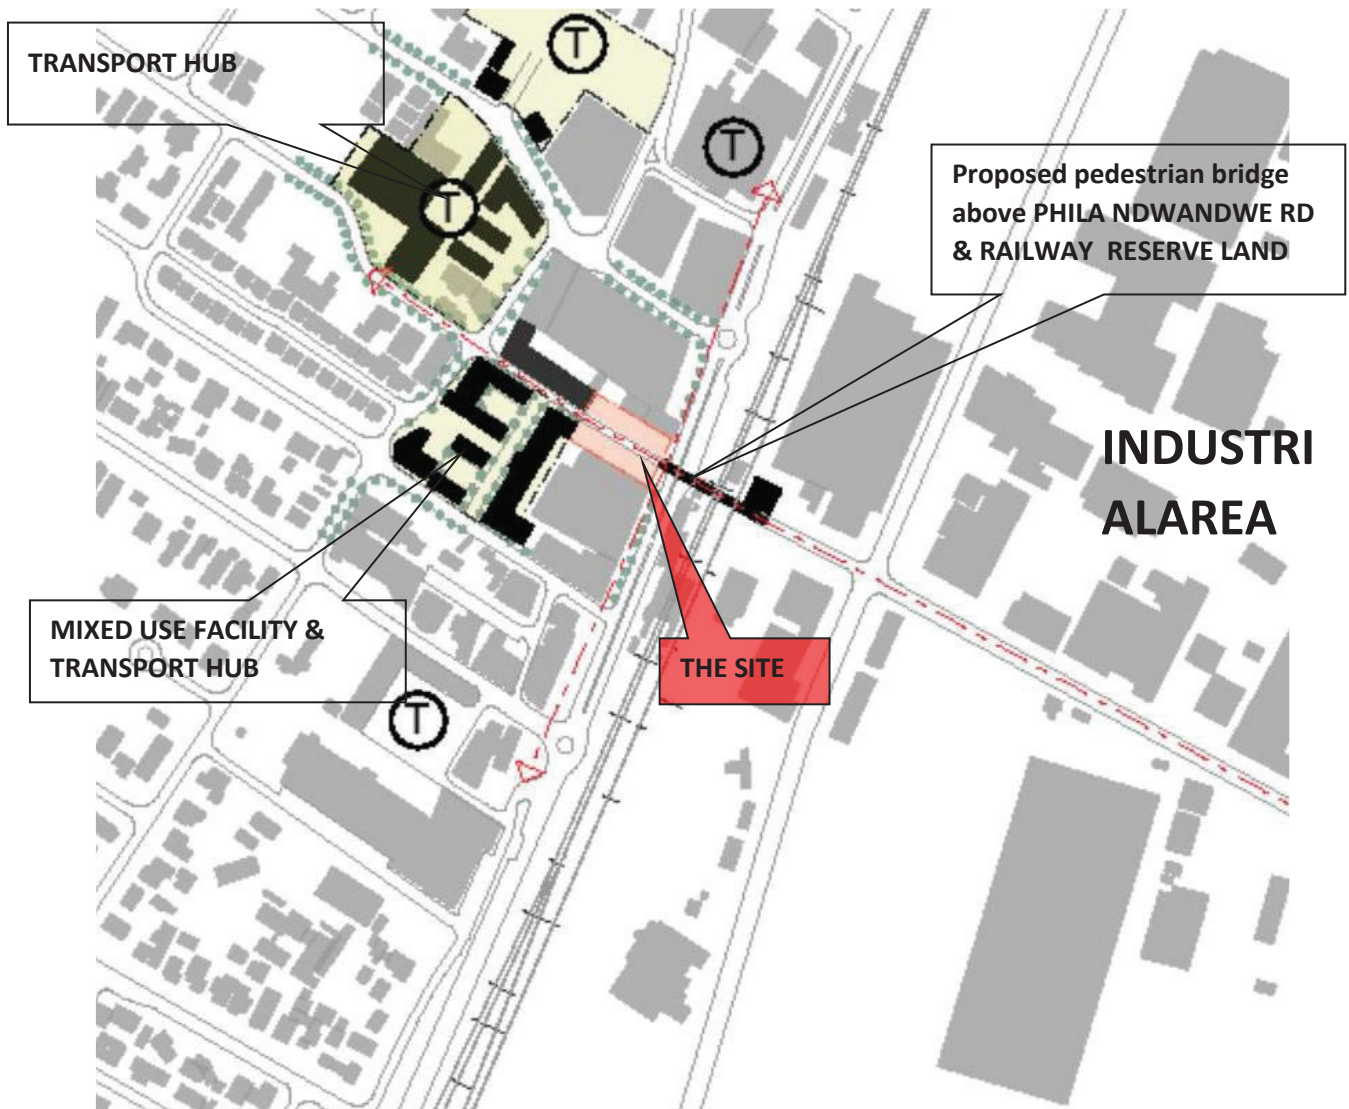 TRANSPORT HUB
T
T
T
T
Proposed pedestrian bridge
above PHILA NDWANDWE RD
& RAILWAY RESERVE LAND
INDUSTRI
ALAREA
MIXED USE FACILITY &
TRANSPORT HUB
THE SITE
T